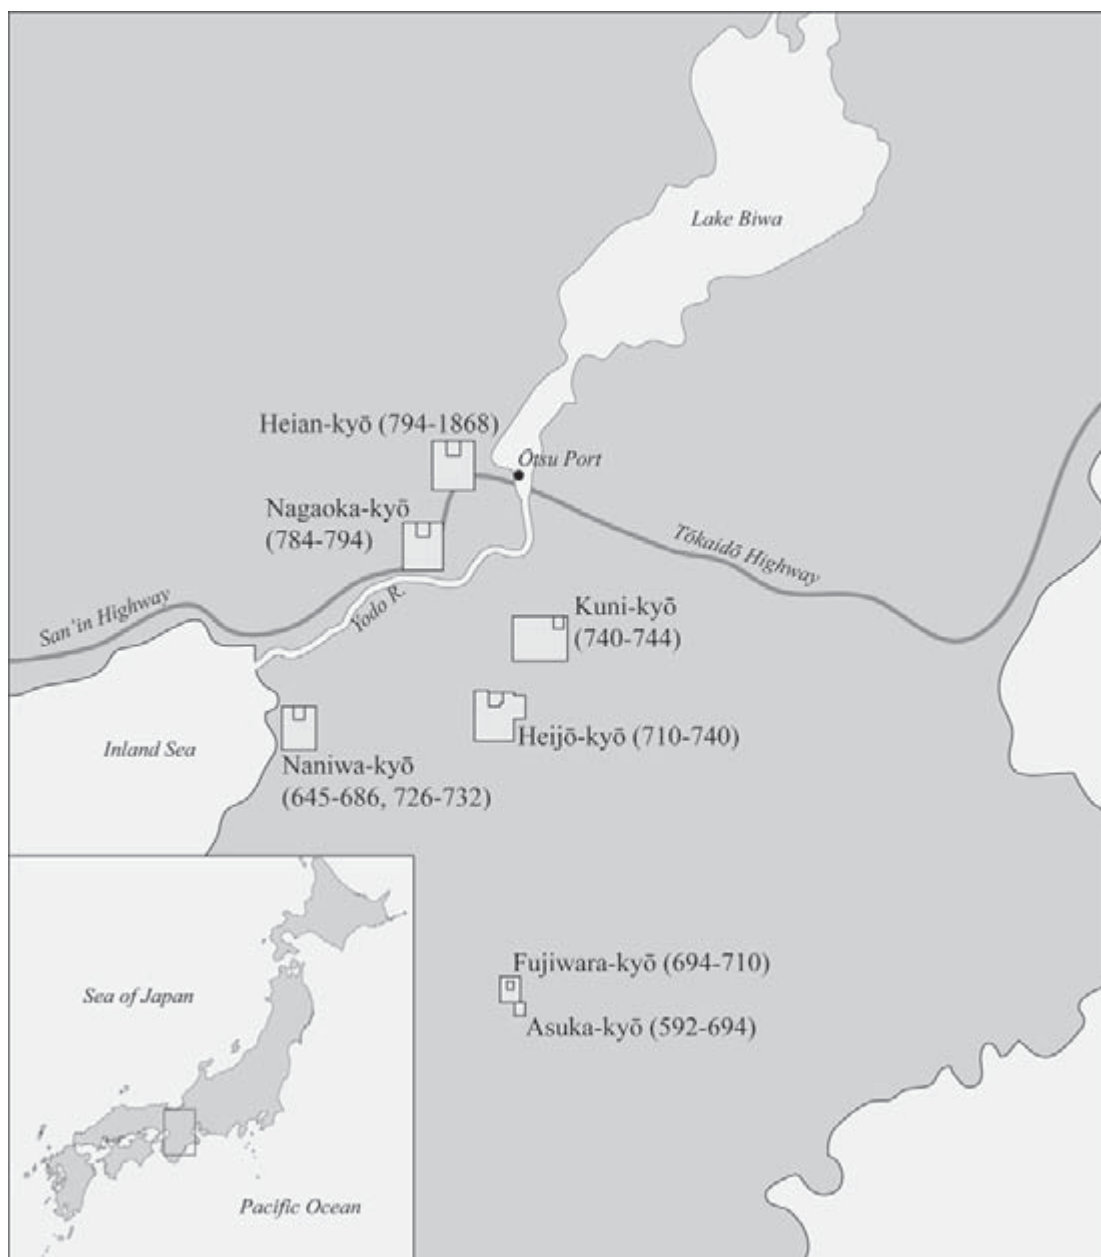 Lake Biwa
Heian-kyō (794-1868)
Ōtsu Port
Nagaoka-kyō
(784-794)
Tōkaidō Highway
San'in Highway
Yodo R.
Kuni-kyō
(740-744)
Inland Sea
Heijō-kyō (710-740)
Naniwa-kyō
(645-686, 726-732)
Fujiwara-kyō (694-710)
Asuka-kyō (592-694)
Sea of Japan
Pacific Ocean